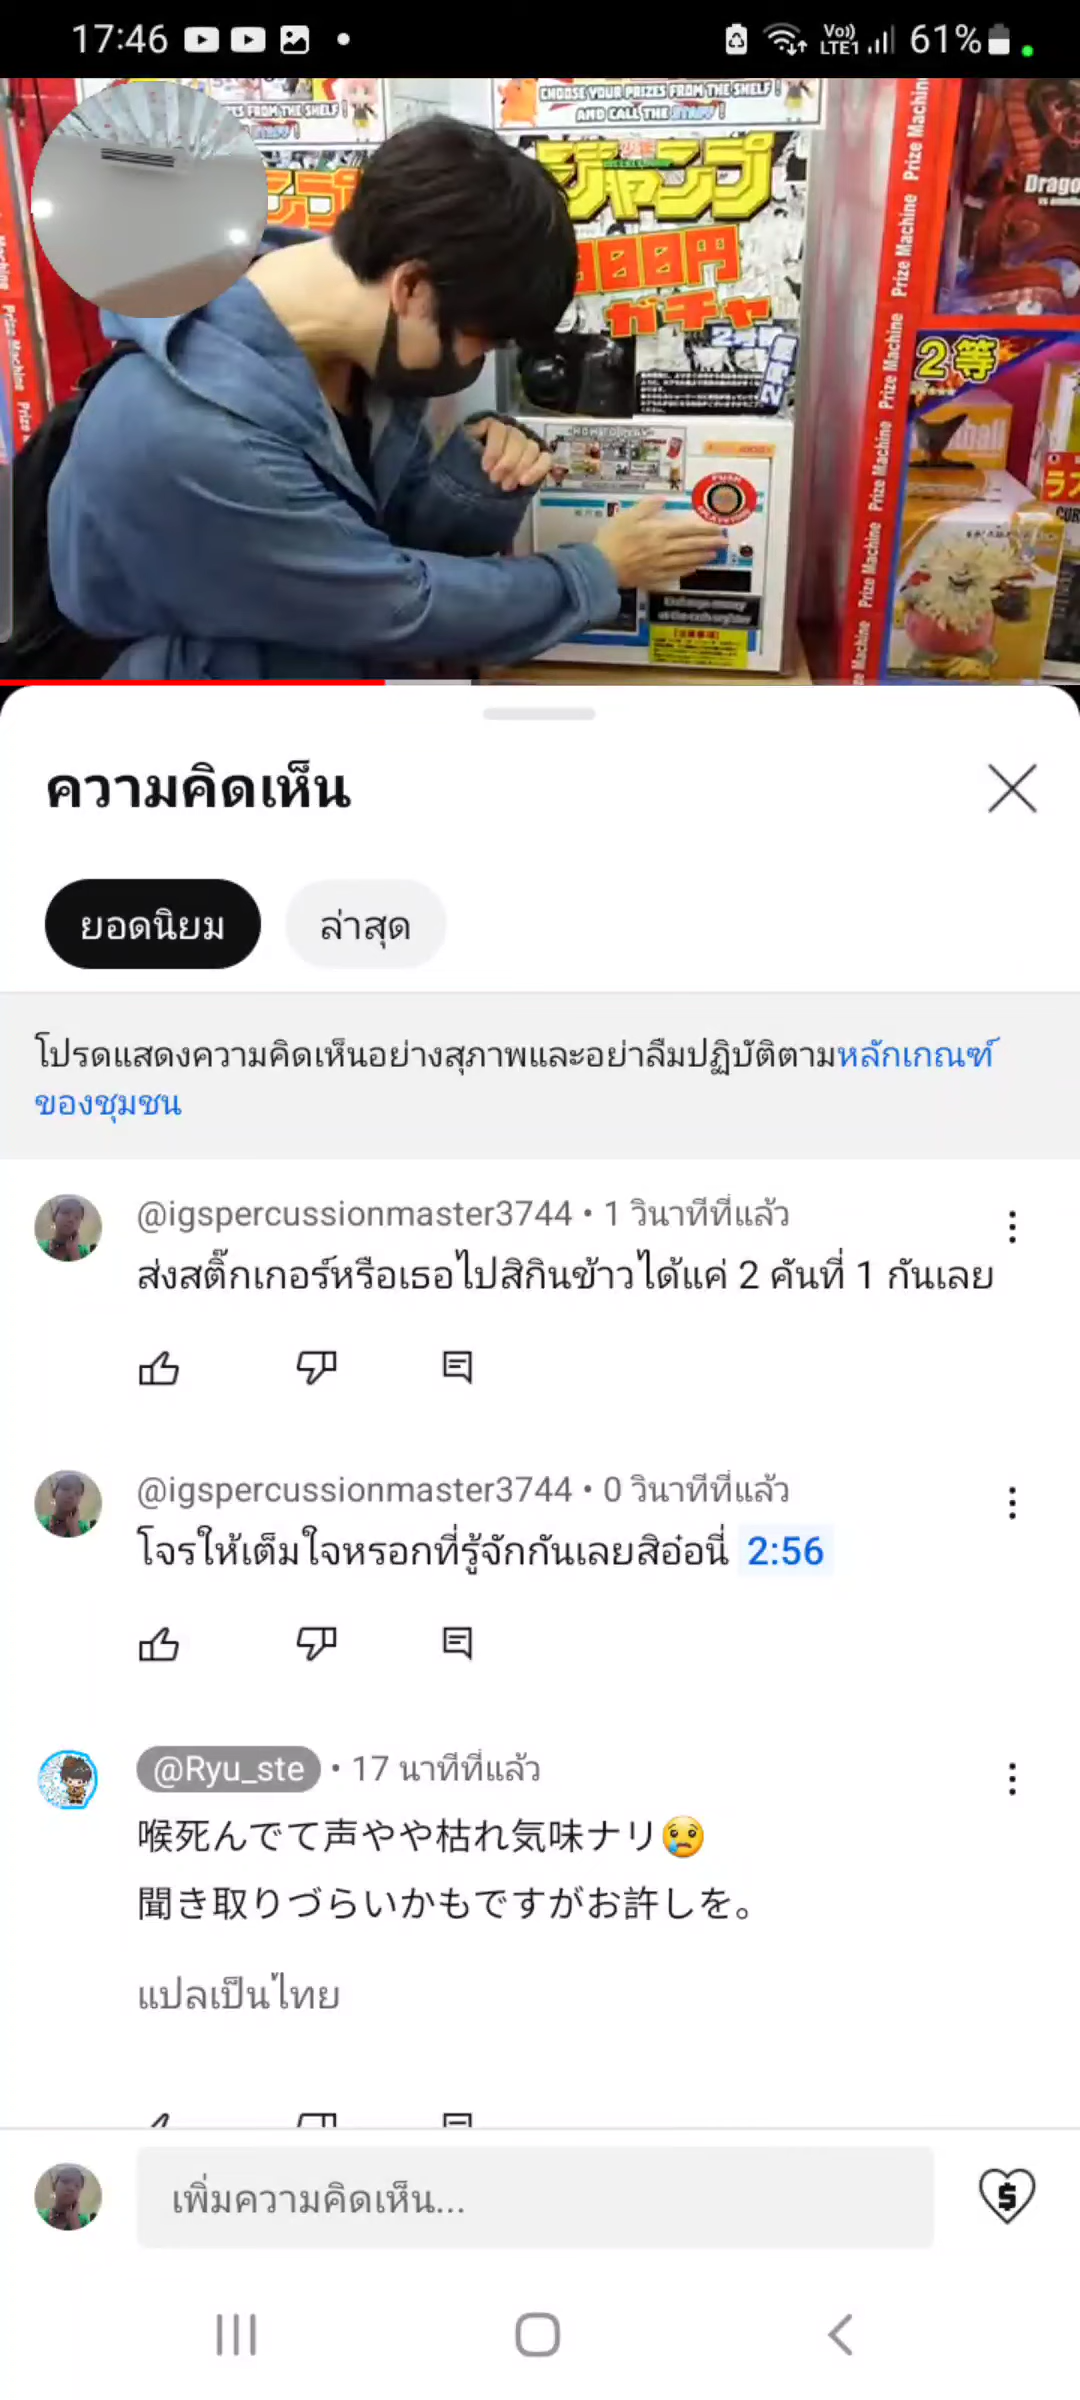 17:46
Vo))
LTE1
61%
CHOOSE YOUR PRIZES FROM THE SHELF!
AND CALL THE STAFF!
ジャンプ
ガチャ
Prize Machine
Prize Machine
Prize Machine
Prize Machine
Prize Machine
2等
PUSH
ความคิดเห็น
ยอดนิยม
ล่าสุด
โปรดแสดงความคิดเห็นอย่างสุภาพและอย่าลืมปฏิบัติตามหลักเกณฑ์
ของชุมชน
@igspercussionmaster3744 • 1 วินาทีที่แล้ว
ส่งสติ๊กเกอร์หรือเธอไปสิกินข้าวได้แค่ 2 คันที่ 1 กันเลย
@igspercussionmaster3744 • 0 วินาทีที่แล้ว
โจรให้เต็มใจหรอกที่รู้จักกันเลยสิอ๋อนี่ 2:56
@Ryu_ste • 17 นาทีที่แล้ว
喉死んでて声やや枯れ気味ナリ😢
聞き取りづらいかもですがお許しを。
แปลเป็นไทย
เพิ่มความคิดเห็น...